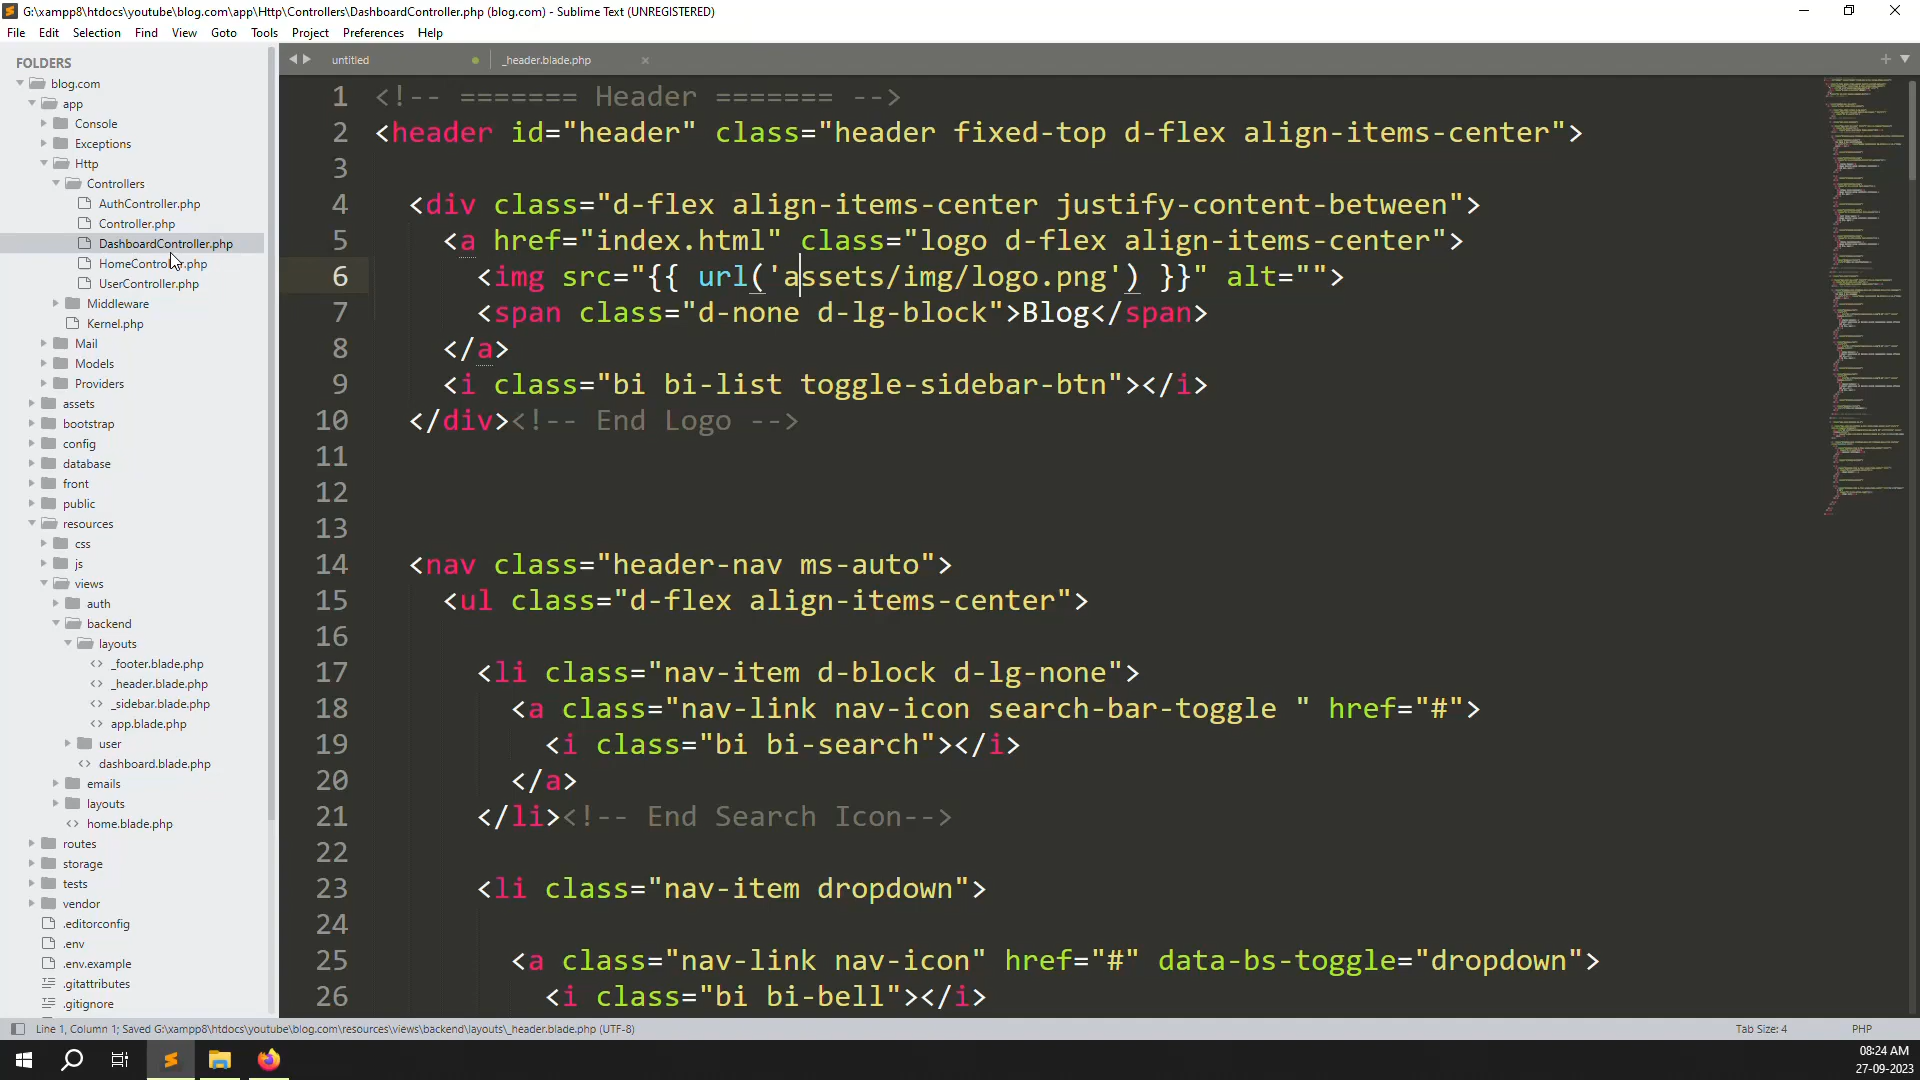 G:\xampp8\htdocs\youtube\blog.com\app\Http\Controllers\DashboardController.php (blog.com) - Sublime Text (UNREGISTERED)
File Edit Selection Find View Goto Tools Project Preferences Help
FOLDERS
blog.com
app
Console
Exceptions
Http
Controllers
AuthController.php
Controller.php
DashboardController.php
HomeController.php
UserController.php
Middleware
Kernel.php
Mail
Models
Providers
assets
bootstrap
config
database
front
public
resources
css
js
views
auth
backend
layouts
_footer.blade.php
_header.blade.php
_sidebar.blade.php
app.blade.php
user
dashboard.blade.php
emails
layouts
home.blade.php
routes
storage
tests
vendor
.editorconfig
.env
.env.example
.gitattributes
.gitignore
untitled _header.blade.php
1 <!-- ======= Header ======= -->
2 <header id="header" class="header fixed-top d-flex align-items-center">
3
4 <div class="d-flex align-items-center justify-content-between">
5 <a href="index.html" class="logo d-flex align-items-center">
6 <img src="{{ url('assets/img/logo.png') }}" alt="">
7 <span class="d-none d-lg-block">Blog</span>
8 </a>
9 <i class="bi bi-list toggle-sidebar-btn"></i>
10 </div><!-- End Logo -->
11
12
13
14 <nav class="header-nav ms-auto">
15 <ul class="d-flex align-items-center">
16
17 <li class="nav-item d-block d-lg-none">
18 <a class="nav-link nav-icon search-bar-toggle " href="#">
19 <i class="bi bi-search"></i>
20 </a>
21 </li><!-- End Search Icon-->
22
23 <li class="nav-item dropdown">
24
25 <a class="nav-link nav-icon" href="#" data-bs-toggle="dropdown">
26 <i class="bi bi-bell"></i>
Line 1, Column 1; Saved G:\xampp8\htdocs\youtube\blog.com\resources\views\backend\layouts\_header.blade.php (UTF-8) Tab Size: 4 PHP
08:24 AM
27-09-2023